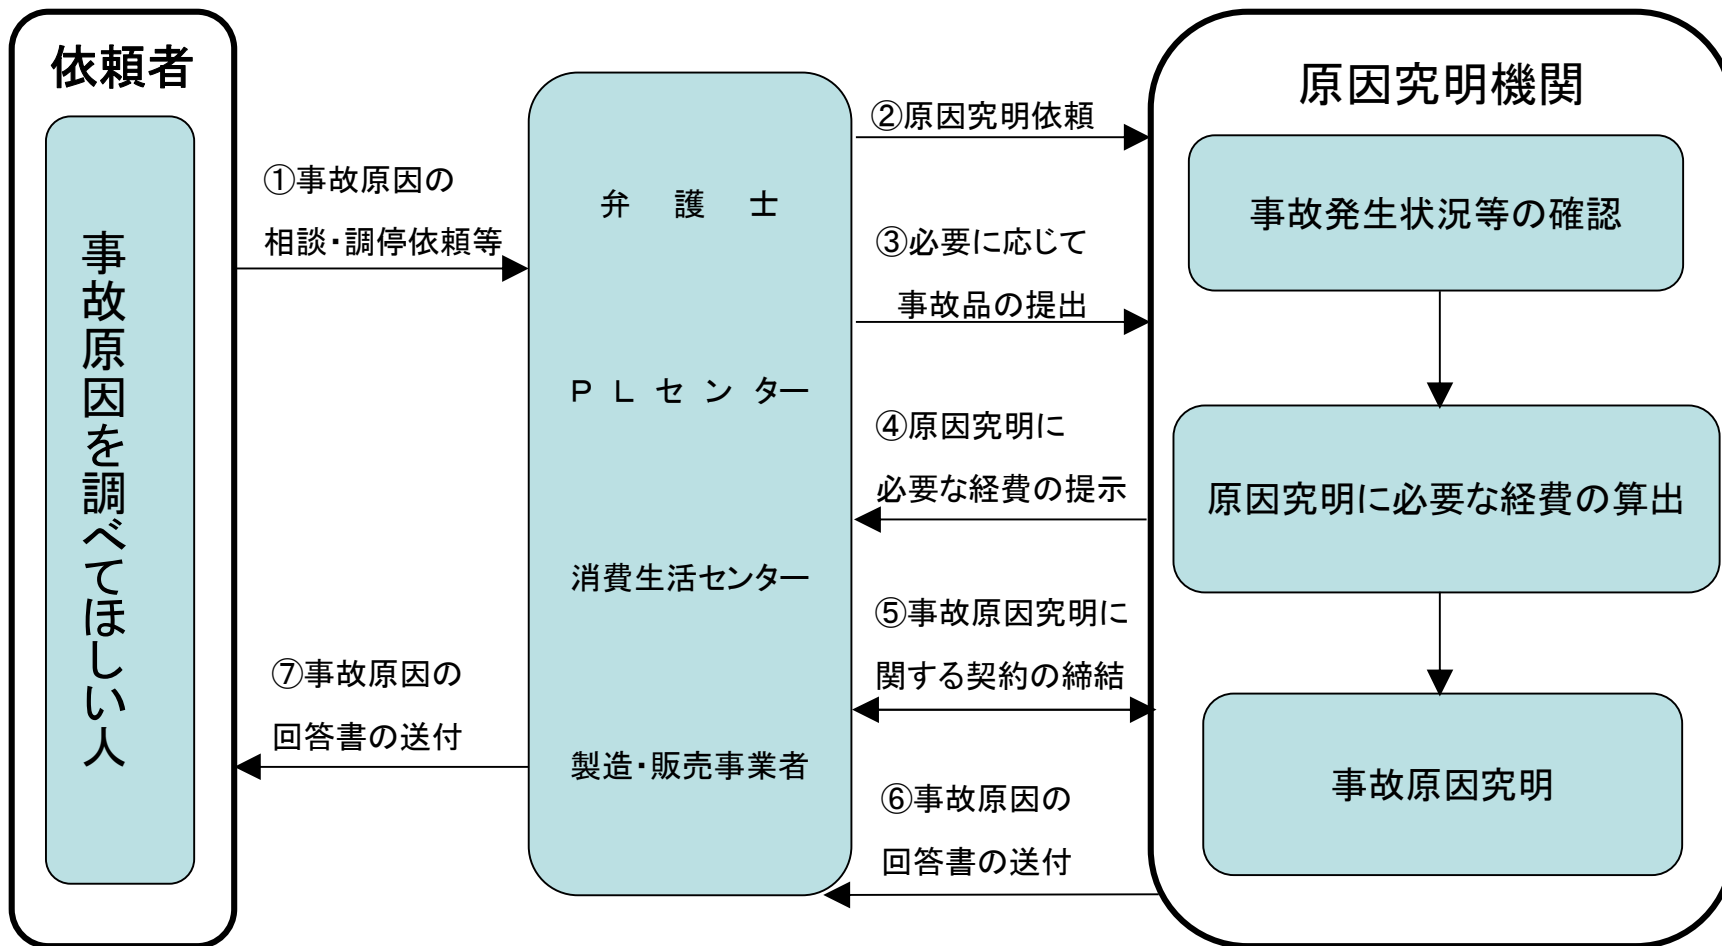 依頼者
事故原因を調べてほしい人
①事故原因の
相談・調停依頼等
⑦事故原因の
回答書の送付
弁 護 士
PLセンター
消費生活センター
製造・販売事業者
②原因究明依頼
③必要に応じて
事故品の提出
④原因究明に
必要な経費の提示
⑤事故原因究明に
関する契約の締結
⑥事故原因の
回答書の送付
原因究明機関
事故発生状況等の確認
原因究明に必要な経費の算出
事故原因究明